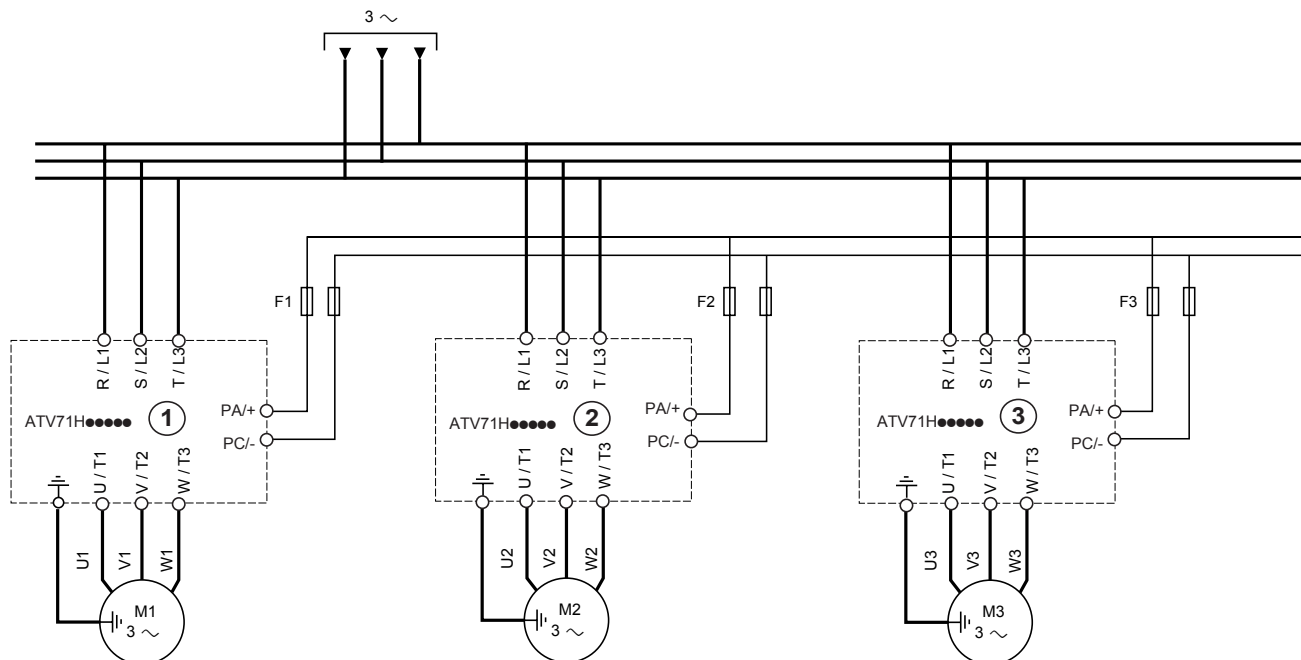 3 ~
F1
F2
F3
R / L1
S / L2
T / L3
R / L1
S / L2
T / L3
R / L1
S / L2
T / L3
ATV71H●●●●●
1
PA/+
PC/-
ATV71H●●●●●
2
PA/+
PC/-
ATV71H●●●●●
3
PA/+
PC/-
U / T1
V / T2
W / T3
U / T1
V / T2
W / T3
U / T1
V / T2
W / T3
U1
V1
W1
U2
V2
W2
U3
V3
W3
M1
3 ~
M2
3 ~
M3
3 ~